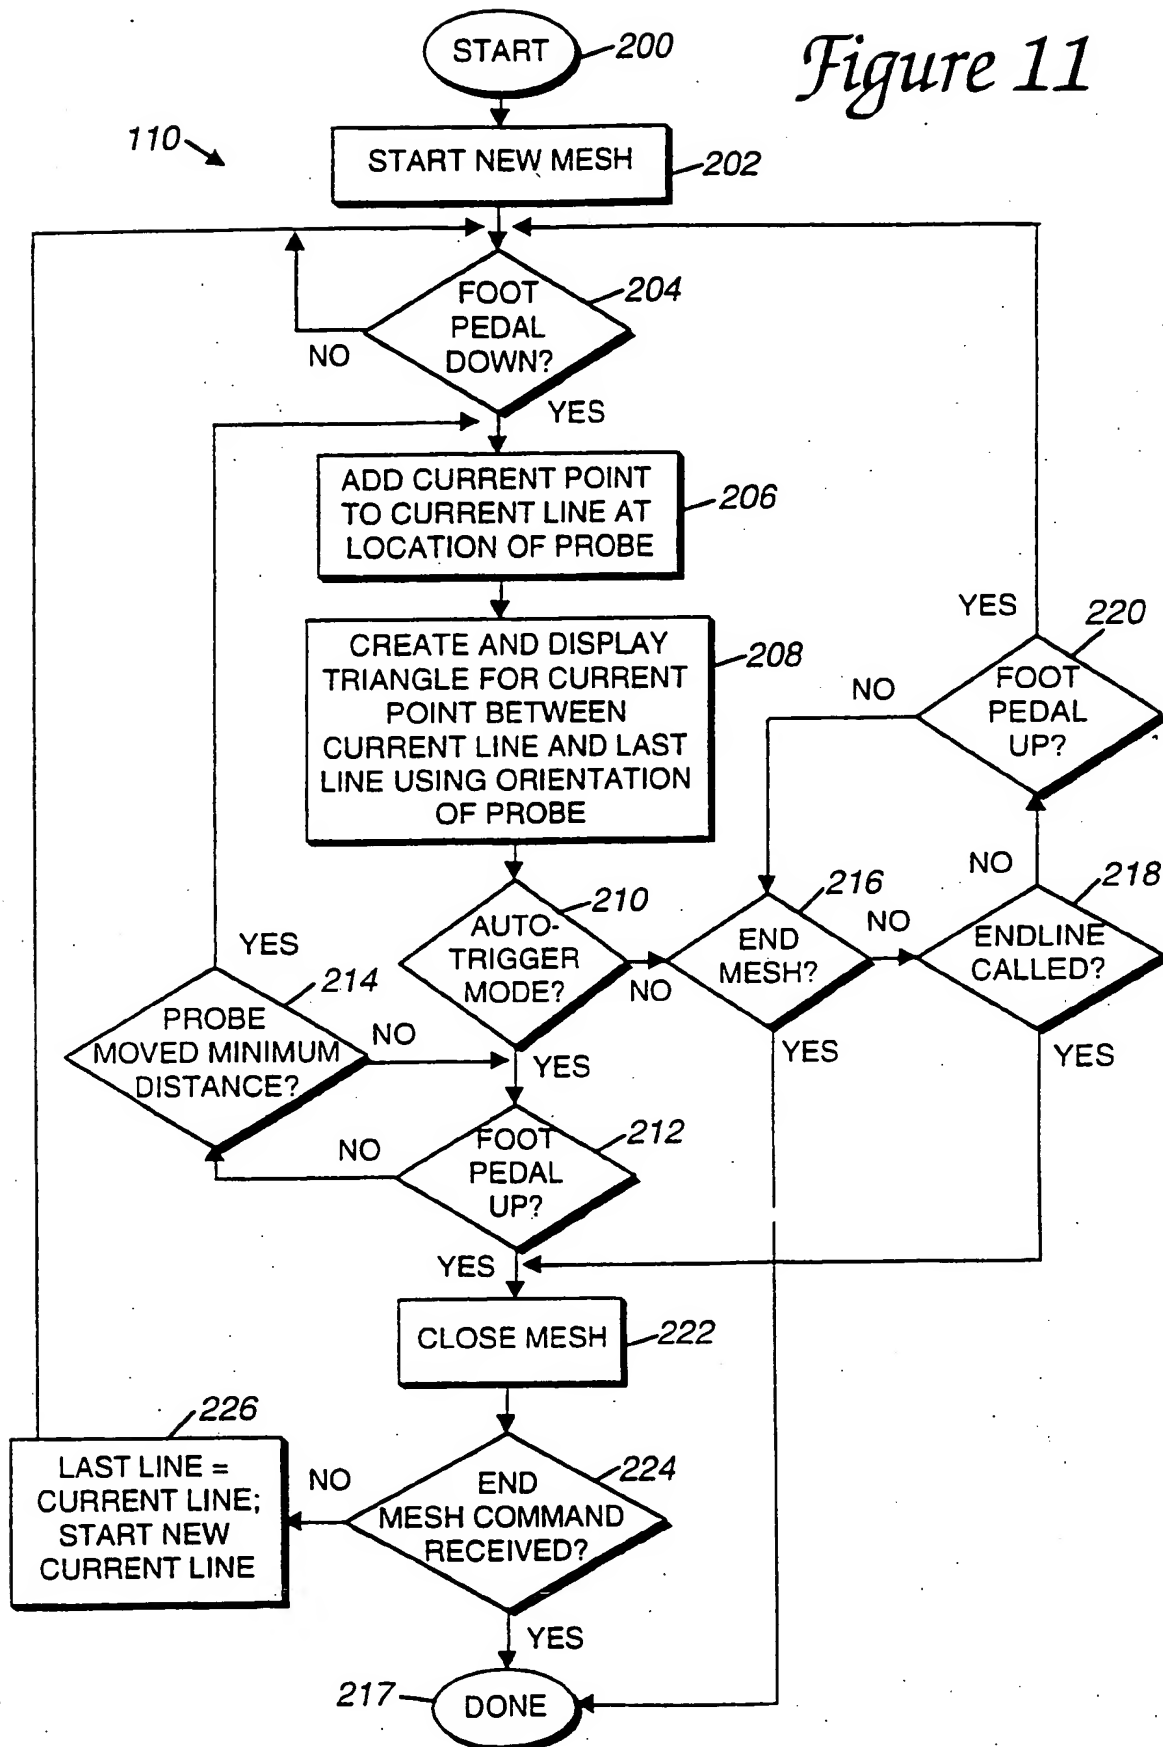 Figure 11
START
200
110
START NEW MESH
202
FOOT
PEDAL
DOWN?
204
NO
YES
ADD CURRENT POINT
TO CURRENT LINE AT
LOCATION OF PROBE
206
CREATE AND DISPLAY
TRIANGLE FOR CURRENT
POINT BETWEEN
CURRENT LINE AND LAST
LINE USING ORIENTATION
OF PROBE
208
YES
220
FOOT
PEDAL
UP?
NO
AUTO-
TRIGGER
MODE?
210
NO
YES
END
MESH?
216
NO
YES
ENDLINE
CALLED?
218
NO
YES
YES
214
PROBE
MOVED MINIMUM
DISTANCE?
NO
FOOT
PEDAL
UP?
212
NO
YES
CLOSE MESH
222
226
LAST LINE =
CURRENT LINE;
START NEW
CURRENT LINE
NO
END
MESH COMMAND
RECEIVED?
224
YES
217
DONE